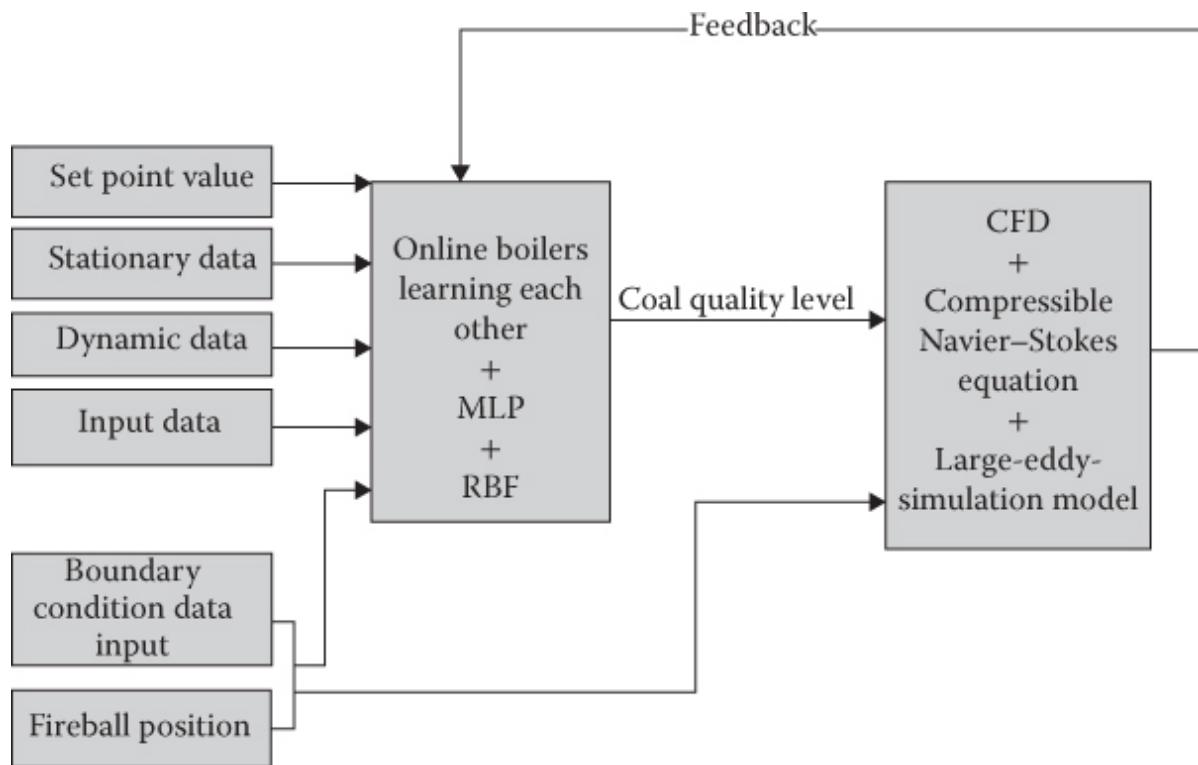 Feedback
Set point value
Stationary data
Dynamic data
Input data
Boundary
condition data
input
Fireball position
Online boilers
learning each
other
+
MLP
+
RBF
Coal quality level
CFD
+
Compressible
Navier–Stokes
equation
+
Large-eddy-
simulation model